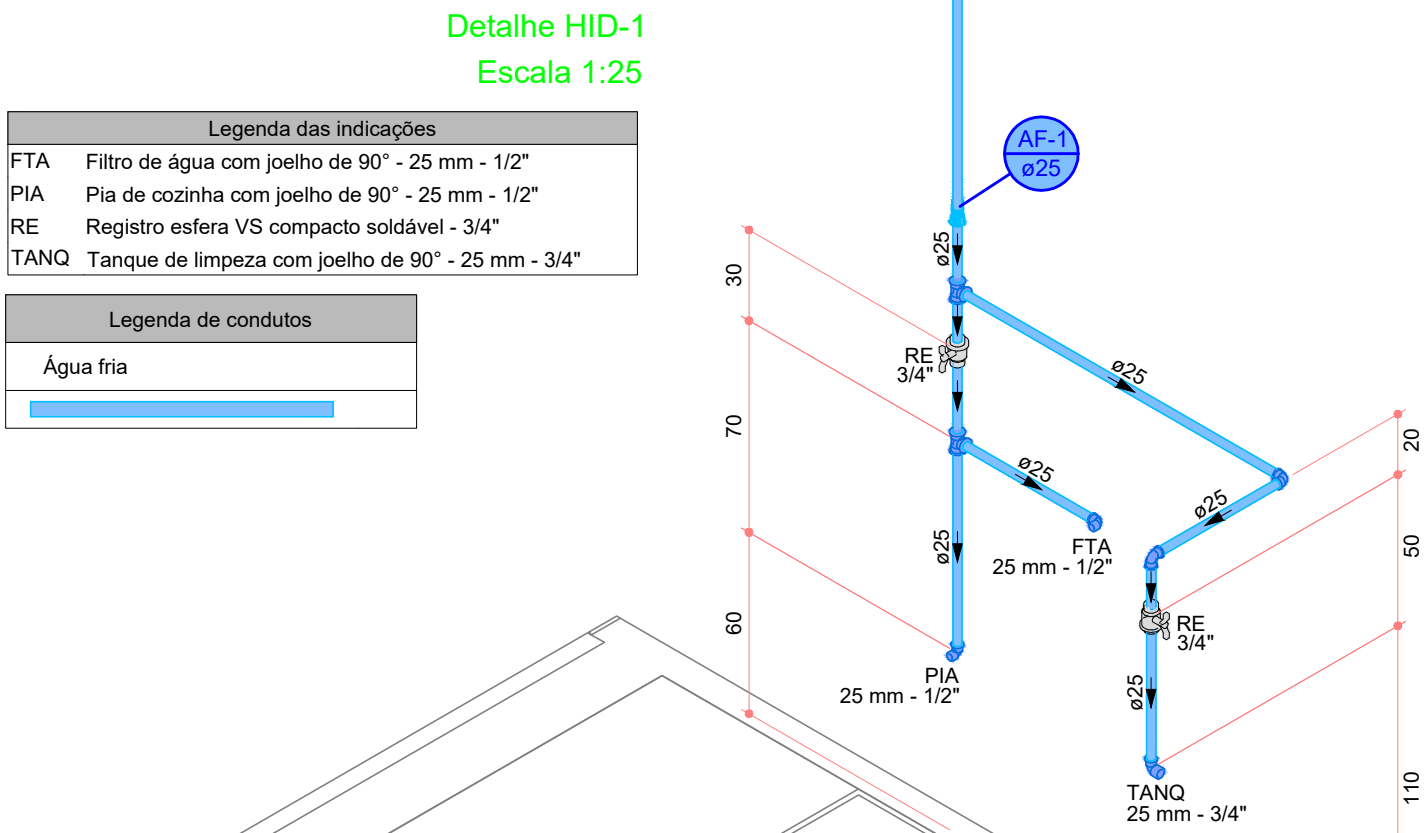 Detalhe HID-1
Escala 1:25
Legenda das indicações
FTA Filtro de água com joelho de 90° - 25 mm - 1/2"
PIA Pia de cozinha com joelho de 90° - 25 mm - 1/2"
RE Registro esfera VS compacto soldável - 3/4"
TANQ Tanque de limpeza com joelho de 90° - 25 mm - 3/4"
Legenda de condutos
Água fria
AF-1
ø25
ø25
30
RE
3/4"
ø25
70
ø25
20
ø25
ø25
FTA
25 mm - 1/2"
50
60
RE
3/4"
PIA
25 mm - 1/2"
ø25
TANQ
25 mm - 3/4"
110